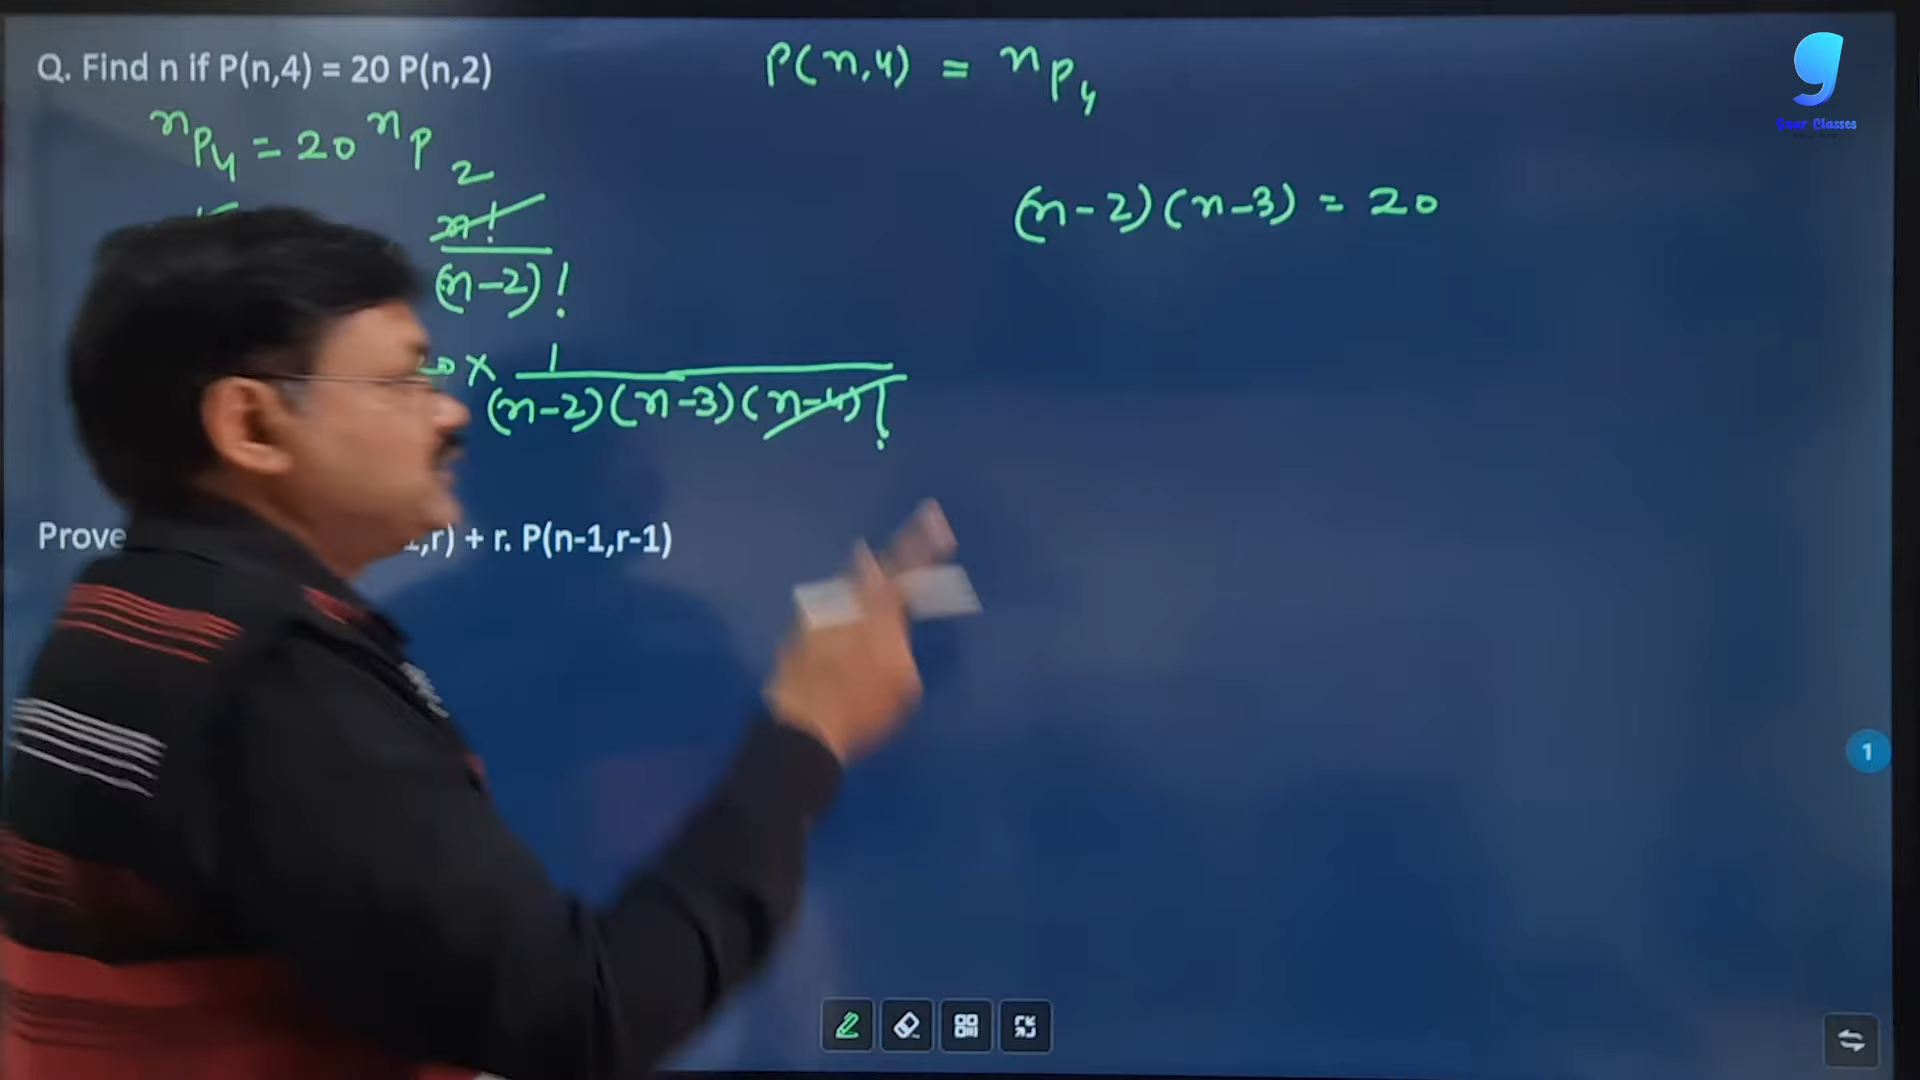 Q. Find n if P(n,4) = 20 P(n,2)
P(n,4) = nP4
nP4 = 20 nP2
n!
(n-2)!
(n-2)(n-3) = 20
× 1
(n-2)(n-3)(n-4)!
Prove ,r) + r. P(n-1,r-1)
Gaur Classes
1